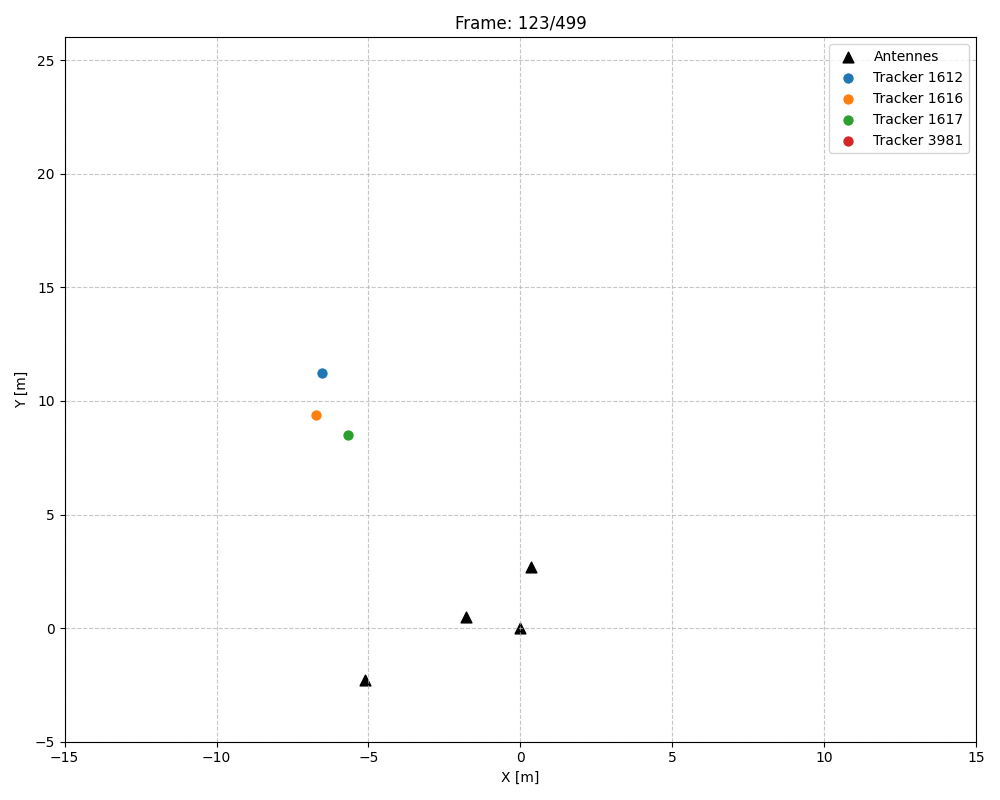 Frame: 123/499
Antennes
Tracker 1612
Tracker 1616
Tracker 1617
Tracker 3981
25
20
15
10
5
0
−5
Y [m]
−15
−10
−5
0
5
10
15
X [m]